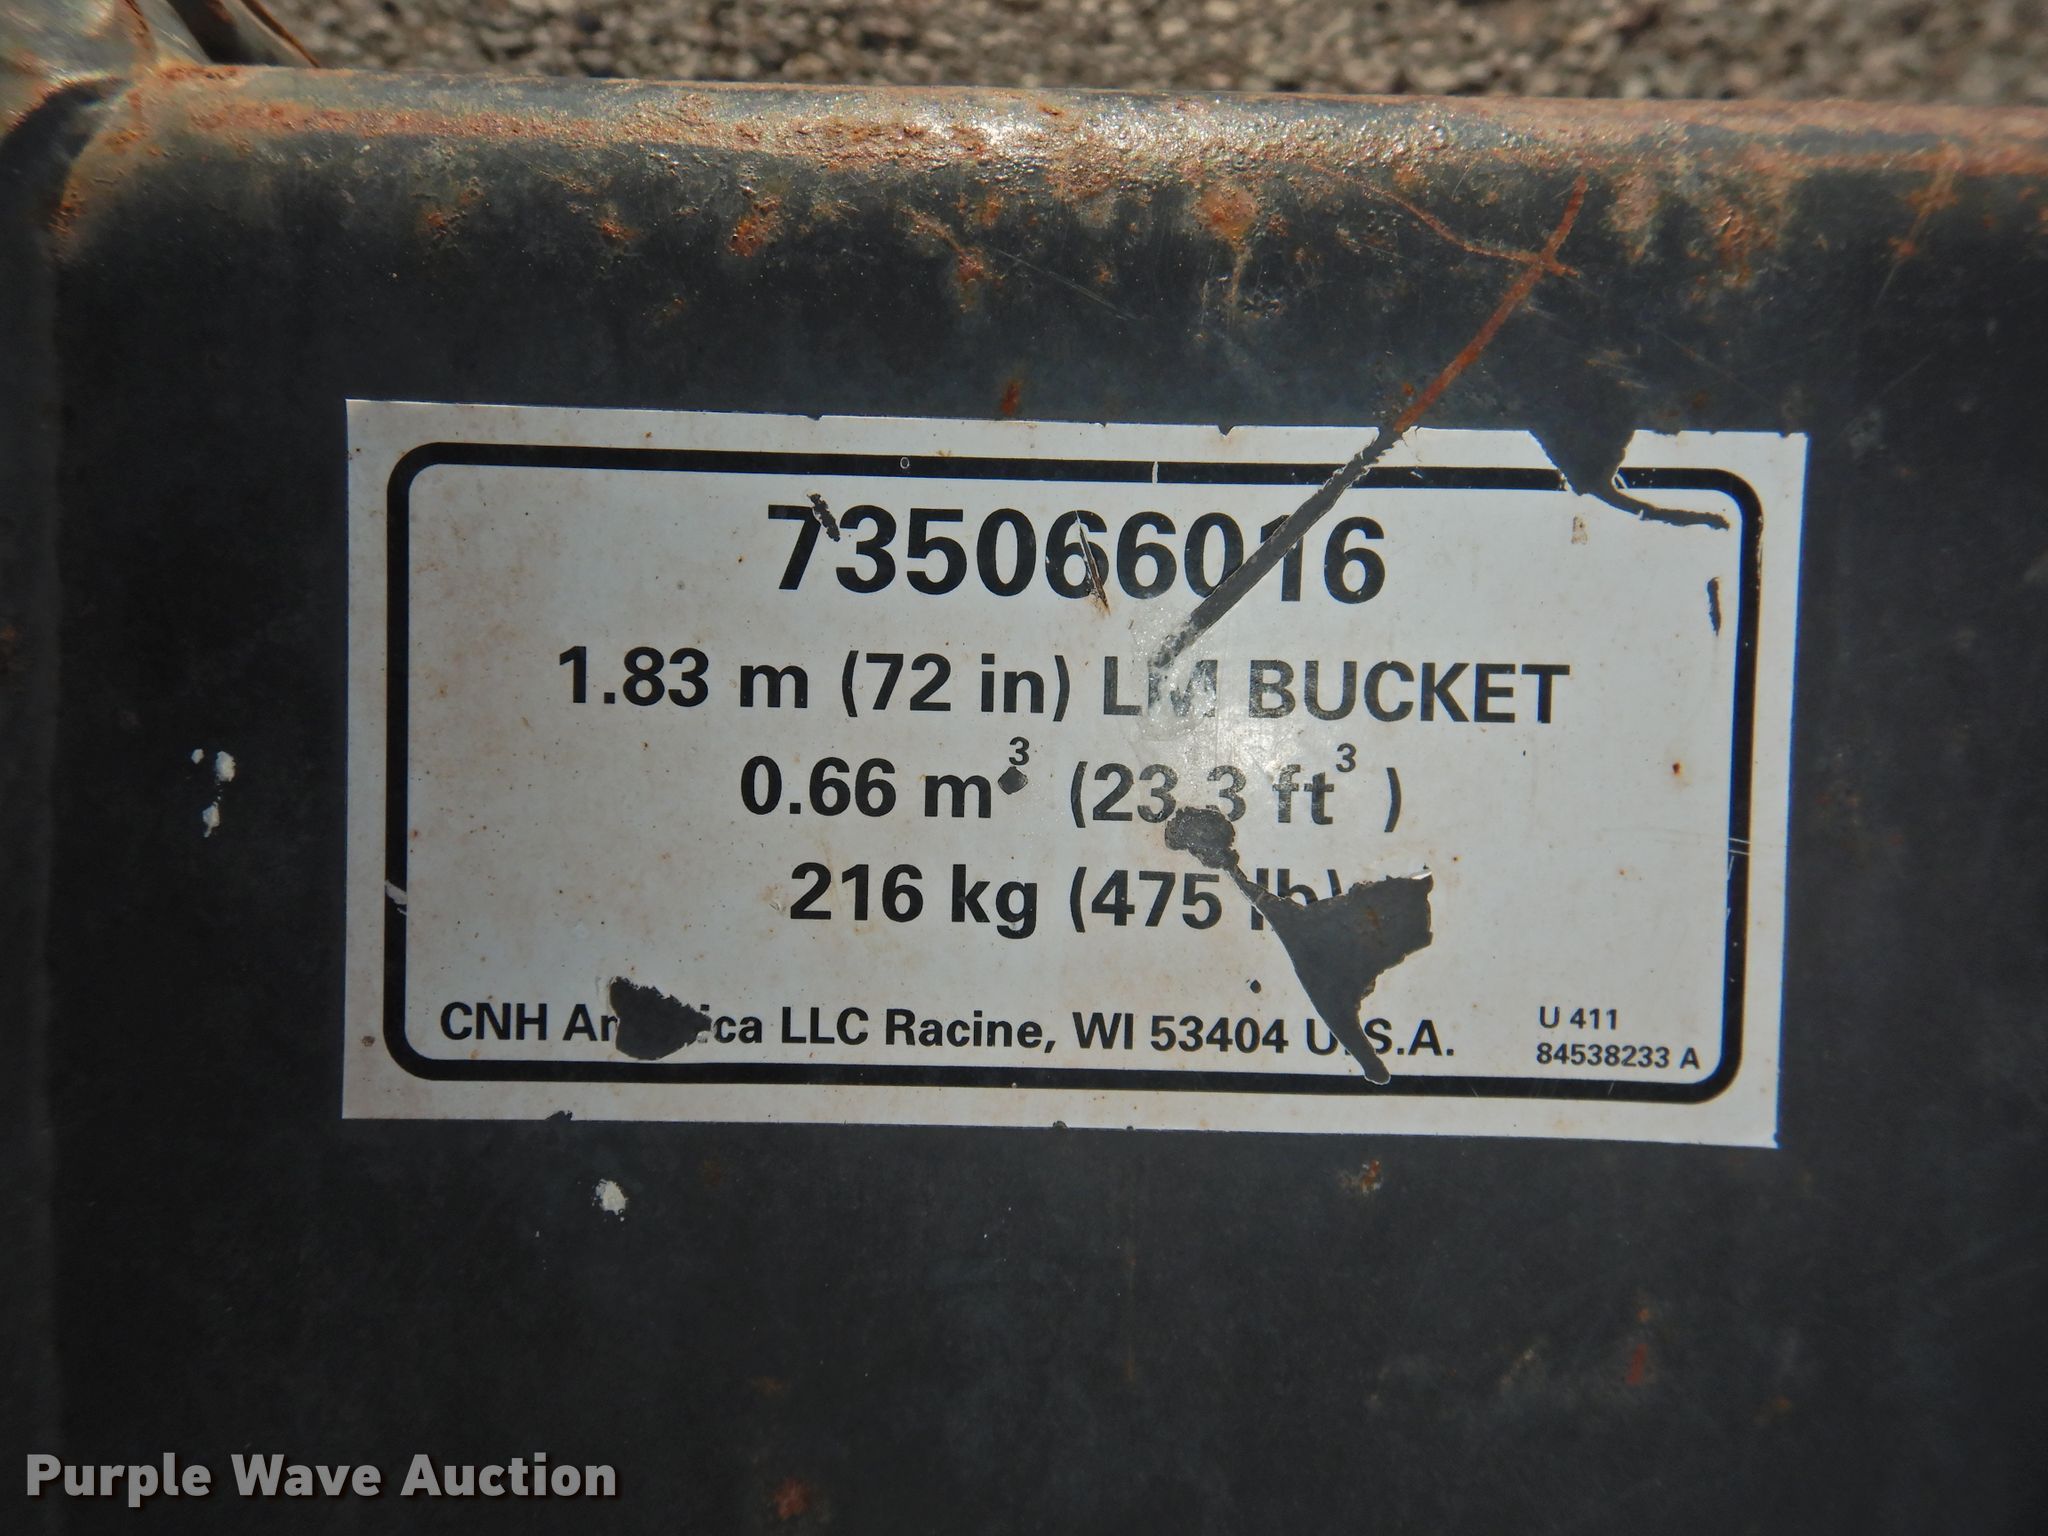 735066016
1.83 m (72 in) LM BUCKET
0.66 m³ (23.3 ft³ )
216 kg (475 lb)
CNH America LLC Racine, WI 53404 U.S.A.
U 411
84538233 A
Purple Wave Auction